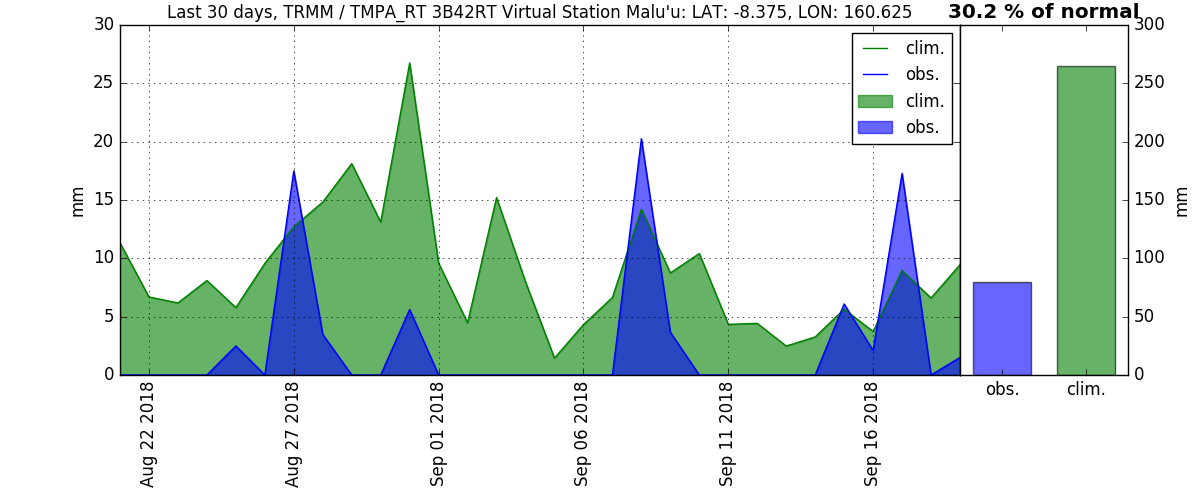 Last 30 days, TRMM / TMPA_RT 3B42RT Virtual Station Malu'u: LAT: -8.375, LON: 160.625
30.2 % of normal
30
25
20
15
10
5
0
mm
clim.
obs.
clim.
obs.
Aug 22 2018
Aug 27 2018
Sep 01 2018
Sep 06 2018
Sep 11 2018
Sep 16 2018
300
250
200
150
100
50
0
mm
obs.
clim.